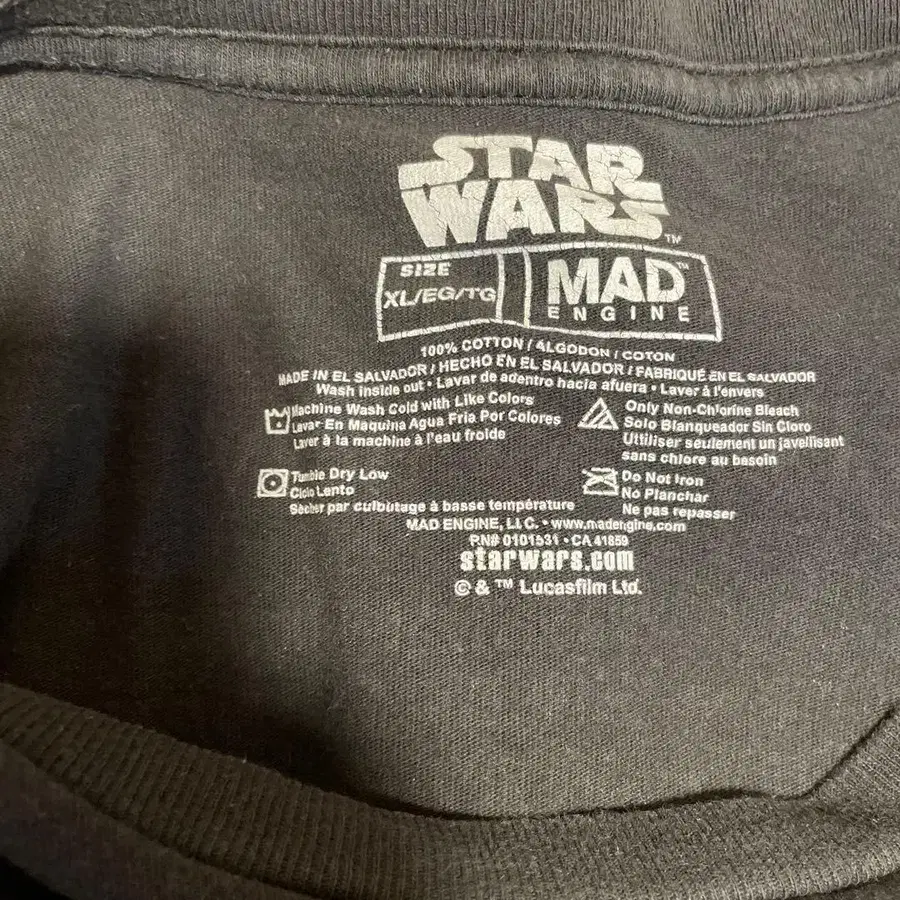 STAR
WARS™
SIZE
XL/EG/TG
MAD™
ENGINE
100% COTTON / ALGODON / COTON
MADE IN EL SALVADOR / HECHO EN EL SALVADOR / FABRIQUÉ EN EL SALVADOR
Wash inside out • Lavar de adentro hacia afuera • Laver à l'envers
Machine Wash Cold with Like Colors
Lavar En Maquina Agua Fria Por Colores
Laver à la machine à l'eau froide
Only Non-Chlorine Bleach
Solo Blanqueador Sin Cloro
Utiliser seulement un javellisant
sans chlore au besoin
Tumble Dry Low
Ciclo Lento
Sécher par culbutage à basse température
Do Not Iron
No Planchar
Ne pas repasser
MAD ENGINE, LLC. • www.madengine.com
RN# 0101531 • CA 41859
starwars.com
© & ™ Lucasfilm Ltd.